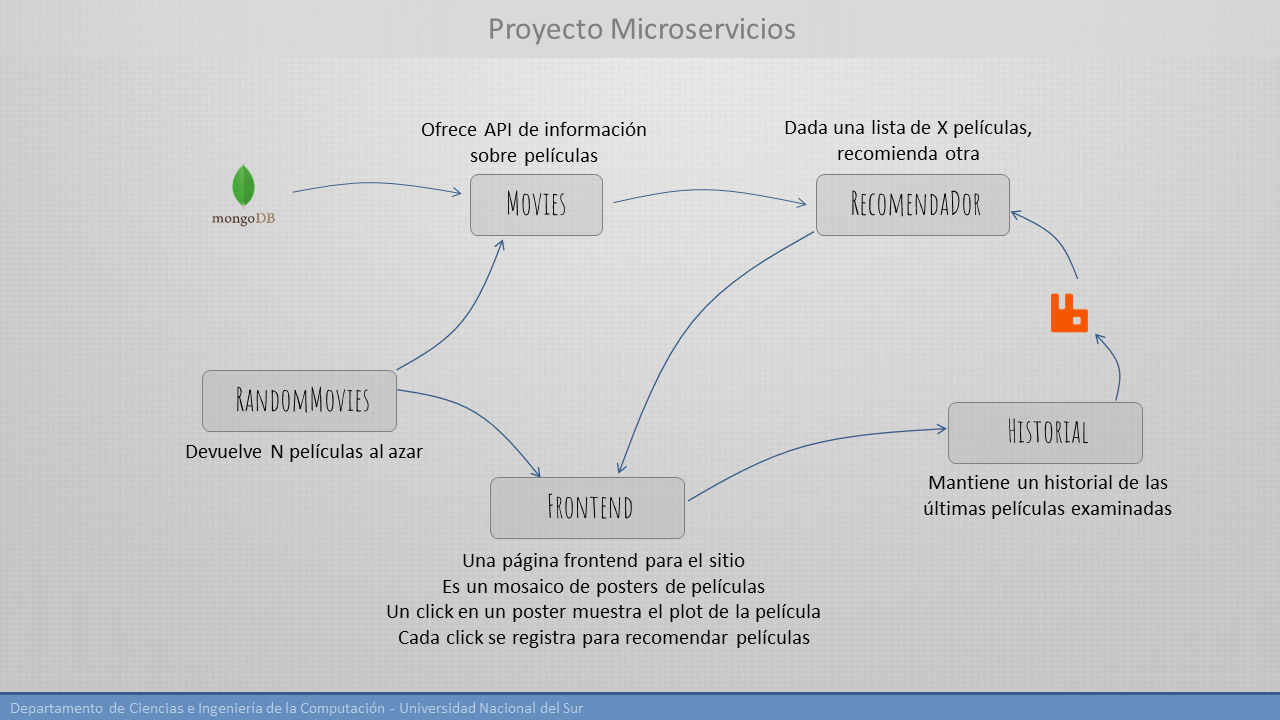 Proyecto Microservicios
Ofrece API de información
sobre películas
Dada una lista de X películas,
recomienda otra
mongoDB
Movies
RecomendaDor
RandomMovies
Devuelve N películas al azar
Historial
Mantiene un historial de las
últimas películas examinadas
Frontend
Una página frontend para el sitio
Es un mosaico de posters de películas
Un click en un poster muestra el plot de la película
Cada click se registra para recomendar películas
Departamento de Ciencias e Ingeniería de la Computación - Universidad Nacional del Sur